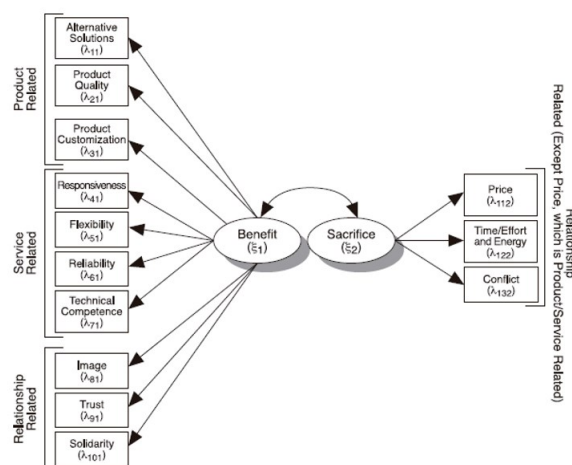 Product
Related
Alternative
Solutions
(λ11)
Product
Quality
(λ21)
Product
Customization
(λ31)
Service
Related
Responsiveness
(λ41)
Flexibility
(λ51)
Reliability
(λ61)
Technical
Competence
(λ71)
Relationship
Related
Image
(λ81)
Trust
(λ91)
Solidarity
(λ101)
Benefit
(ξ1)
Sacrifice
(ξ2)
Price
(λ112)
Time/Effort
and Energy
(λ122)
Conflict
(λ132)
Relationship
Related (Except Price, which is Product/Service Related)